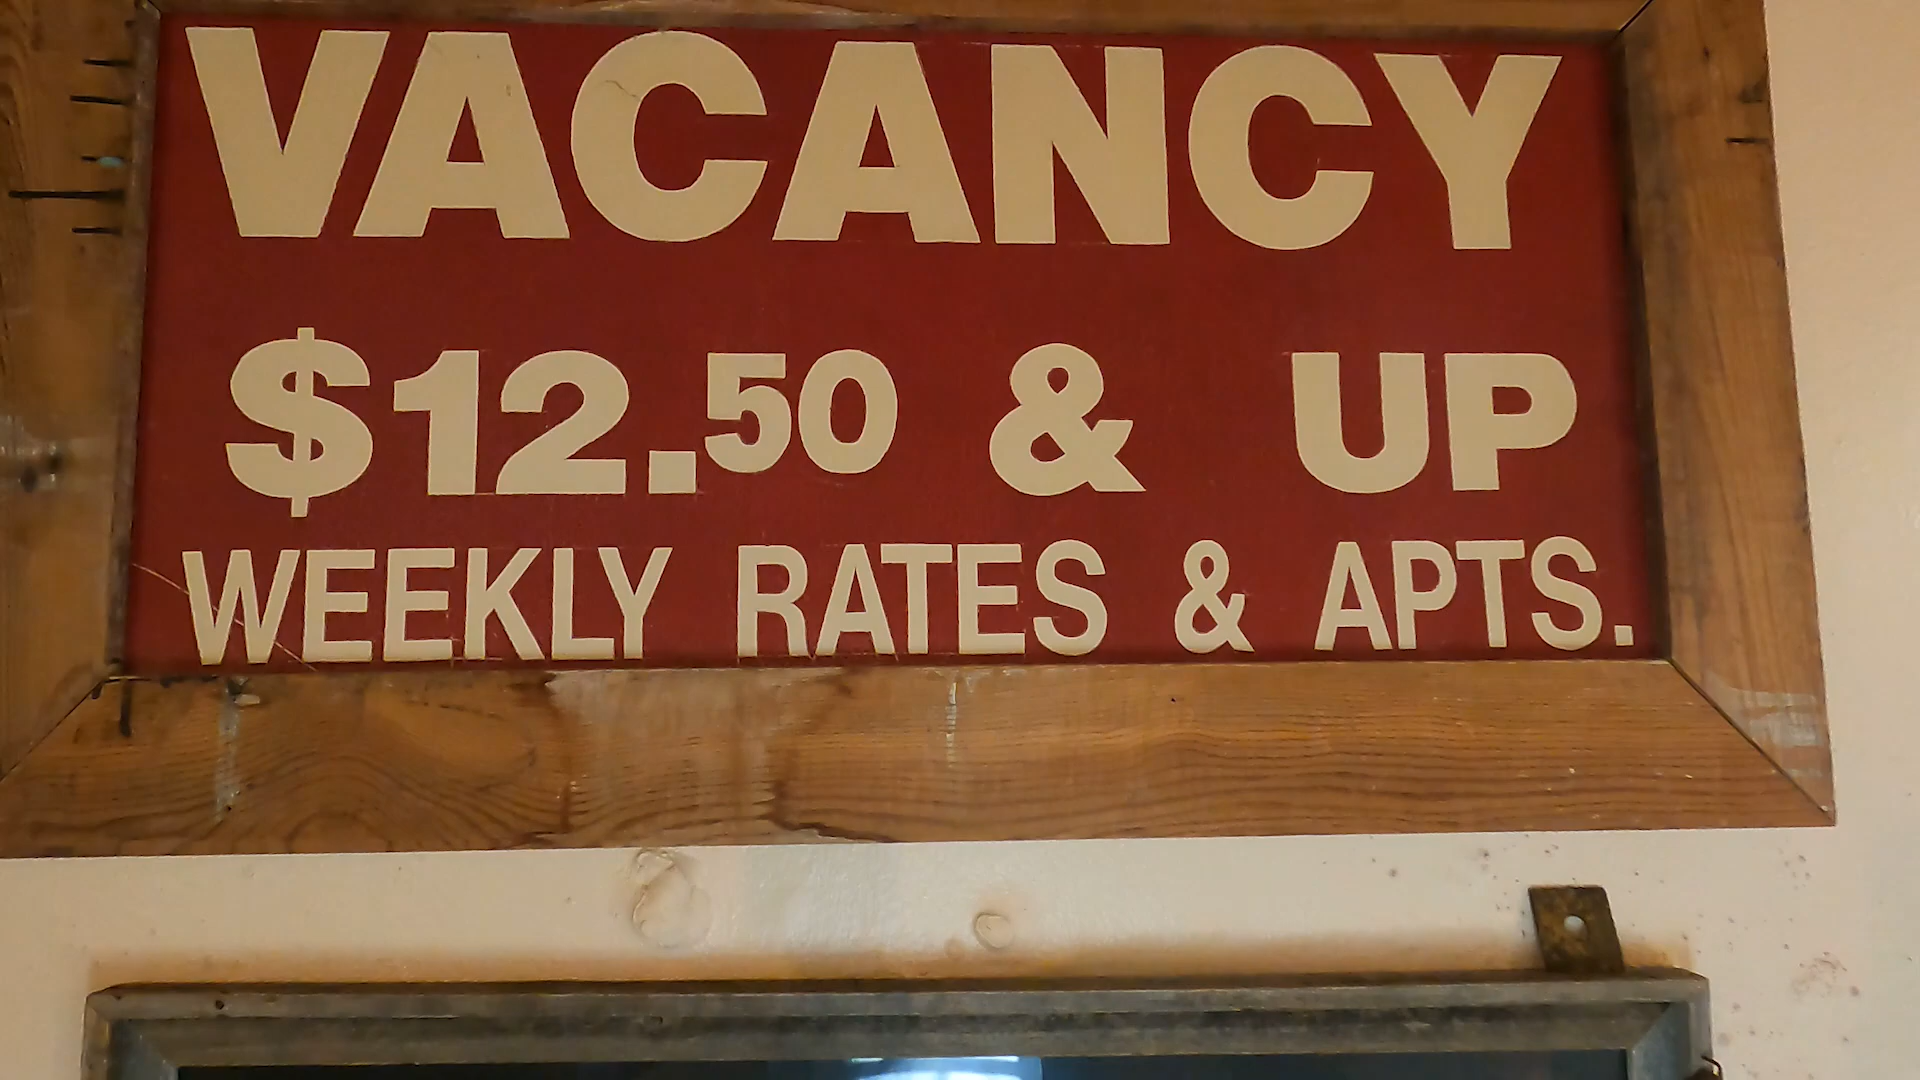 VACANCY
$12.50 & UP
WEEKLY RATES & APTS.